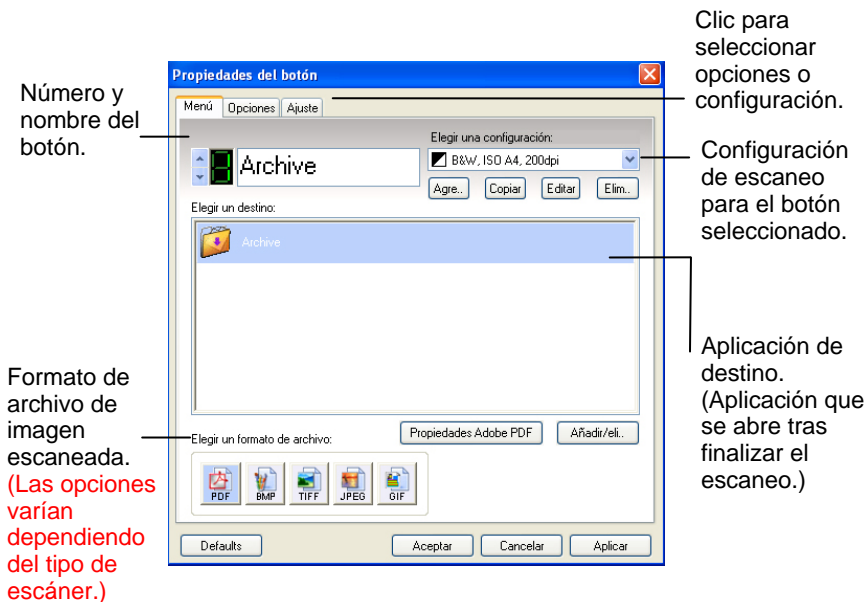 Clic para
seleccionar
opciones o
configuración.
Número y
nombre del
botón.
Propiedades del botón
Menú Opciones Ajuste
Elegir una configuración:
1 Archive
B&W, ISO A4, 200dpi
Agre.. Copiar Editar Elim..
Configuración
de escaneo
para el botón
seleccionado.
Elegir un destino:
Archive
Aplicación de
destino.
(Aplicación que
se abre tras
finalizar el
escaneo.)
Formato de
archivo de
imagen
escaneada.
(Las opciones
varían
dependiendo
del tipo de
escáner.)
Elegir un formato de archivo:
Propiedades Adobe PDF Añadir/eli..
PDF BMP TIFF JPEG GIF
Defaults Aceptar Cancelar Aplicar